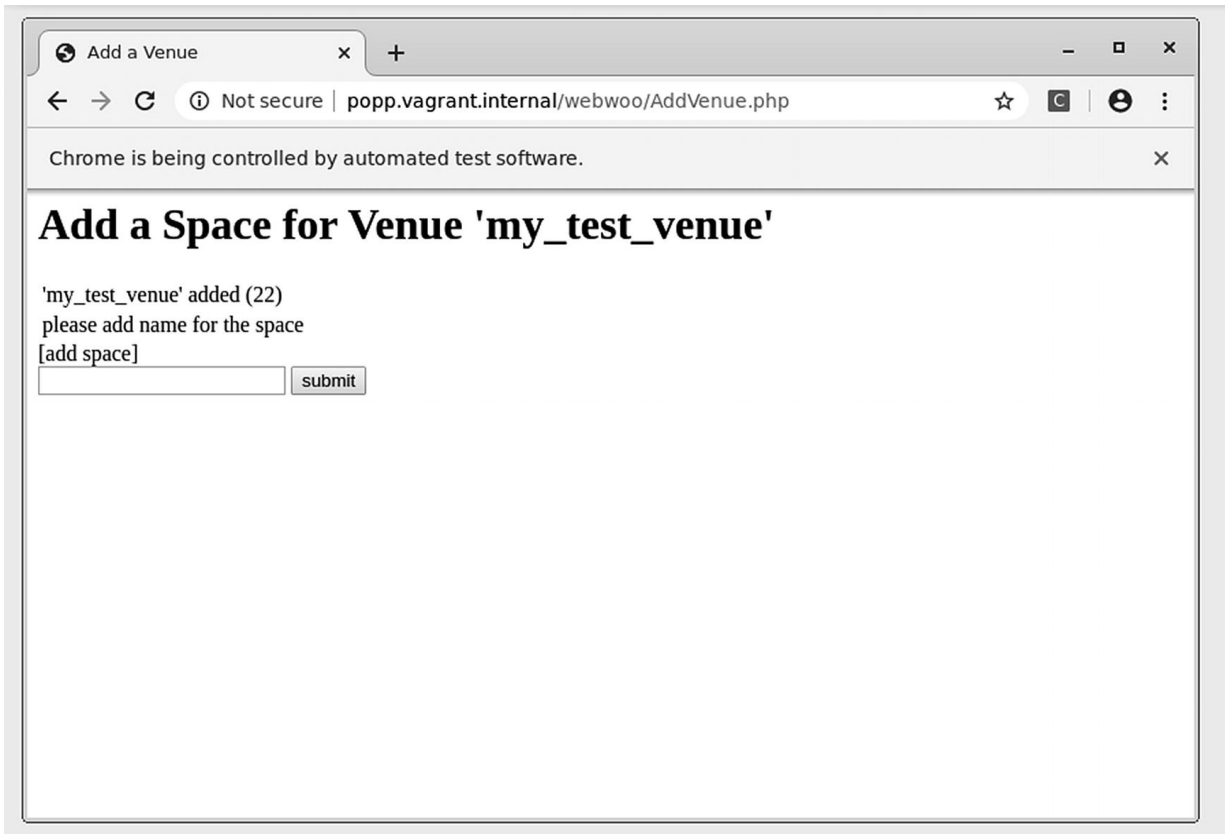 Add a Venue
Not secure | popp.vagrant.internal/webwoo/AddVenue.php
C
Chrome is being controlled by automated test software.
Add a Space for Venue 'my_test_venue'
'my_test_venue' added (22)
please add name for the space
[add space]
submit